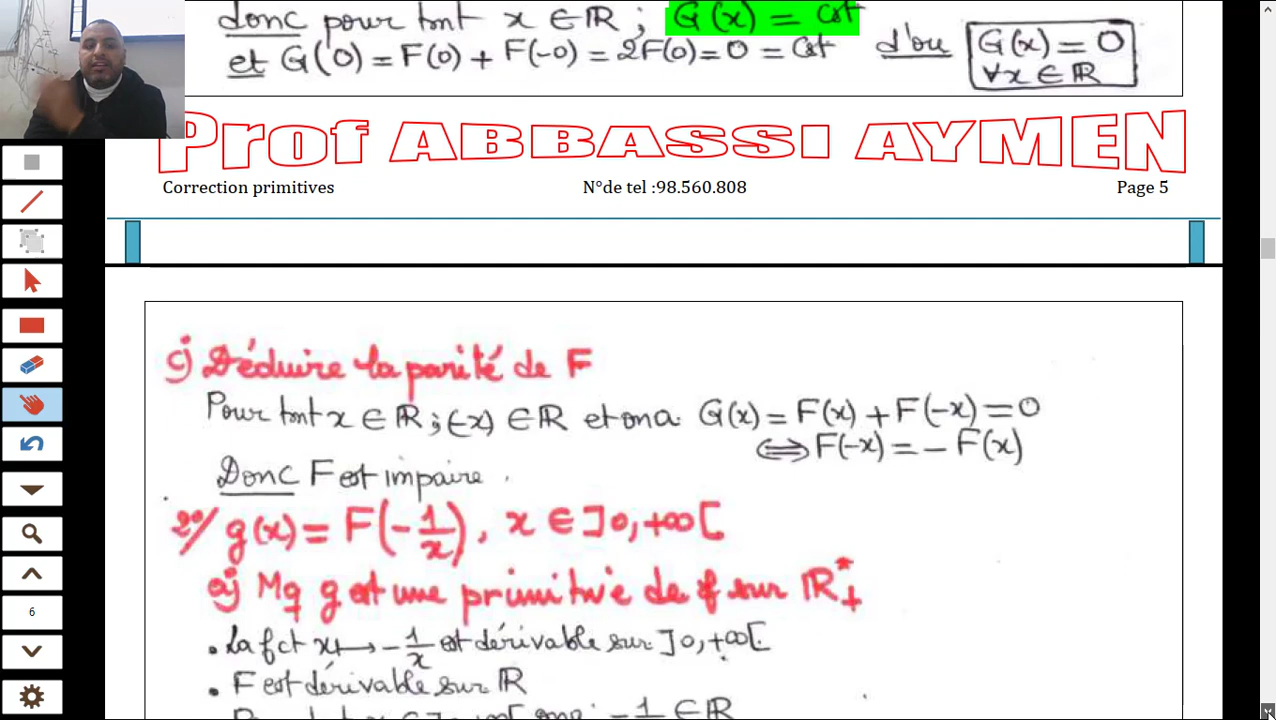 donc pour tout x ∈ ℝ ; G(x) = Cst
et G(0) = F(0) + F(-0) = 2F(0) = 0 = Cst d'où G(x) = 0
∀x ∈ ℝ
Prof ABBASSI AYMEN
Correction primitives N°de tel :98.560.808 Page 5
c) Déduire la parité de F
Pour tout x ∈ ℝ ; (-x) ∈ ℝ et on a : G(x) = F(x) + F(-x) = 0
⟺ F(-x) = - F(x)
Donc F est impaire.
2°/ g(x) = F(-1/x), x ∈ ]0,+∞[
a) Mq g est une primitive de f sur ℝ*+
• La fct x ↦ -1/x est dérivable sur ]0,+∞[
• F est dérivable sur ℝ
-1/x ∈ ℝ
6